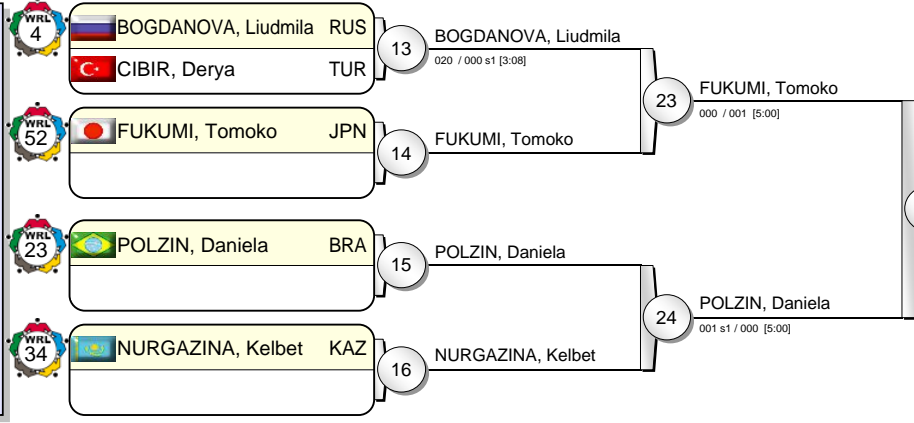 WRL
4
BOGDANOVA, Liudmila RUS
CIBIR, Derya TUR
13
BOGDANOVA, Liudmila
020 / 000 s1 [3:08]
WRL
52
FUKUMI, Tomoko JPN
14
FUKUMI, Tomoko
23
FUKUMI, Tomoko
000 / 001 [5:00]
WRL
23
POLZIN, Daniela BRA
15
POLZIN, Daniela
WRL
34
NURGAZINA, Kelbet KAZ
16
NURGAZINA, Kelbet
24
POLZIN, Daniela
001 s1 / 000 [5:00]